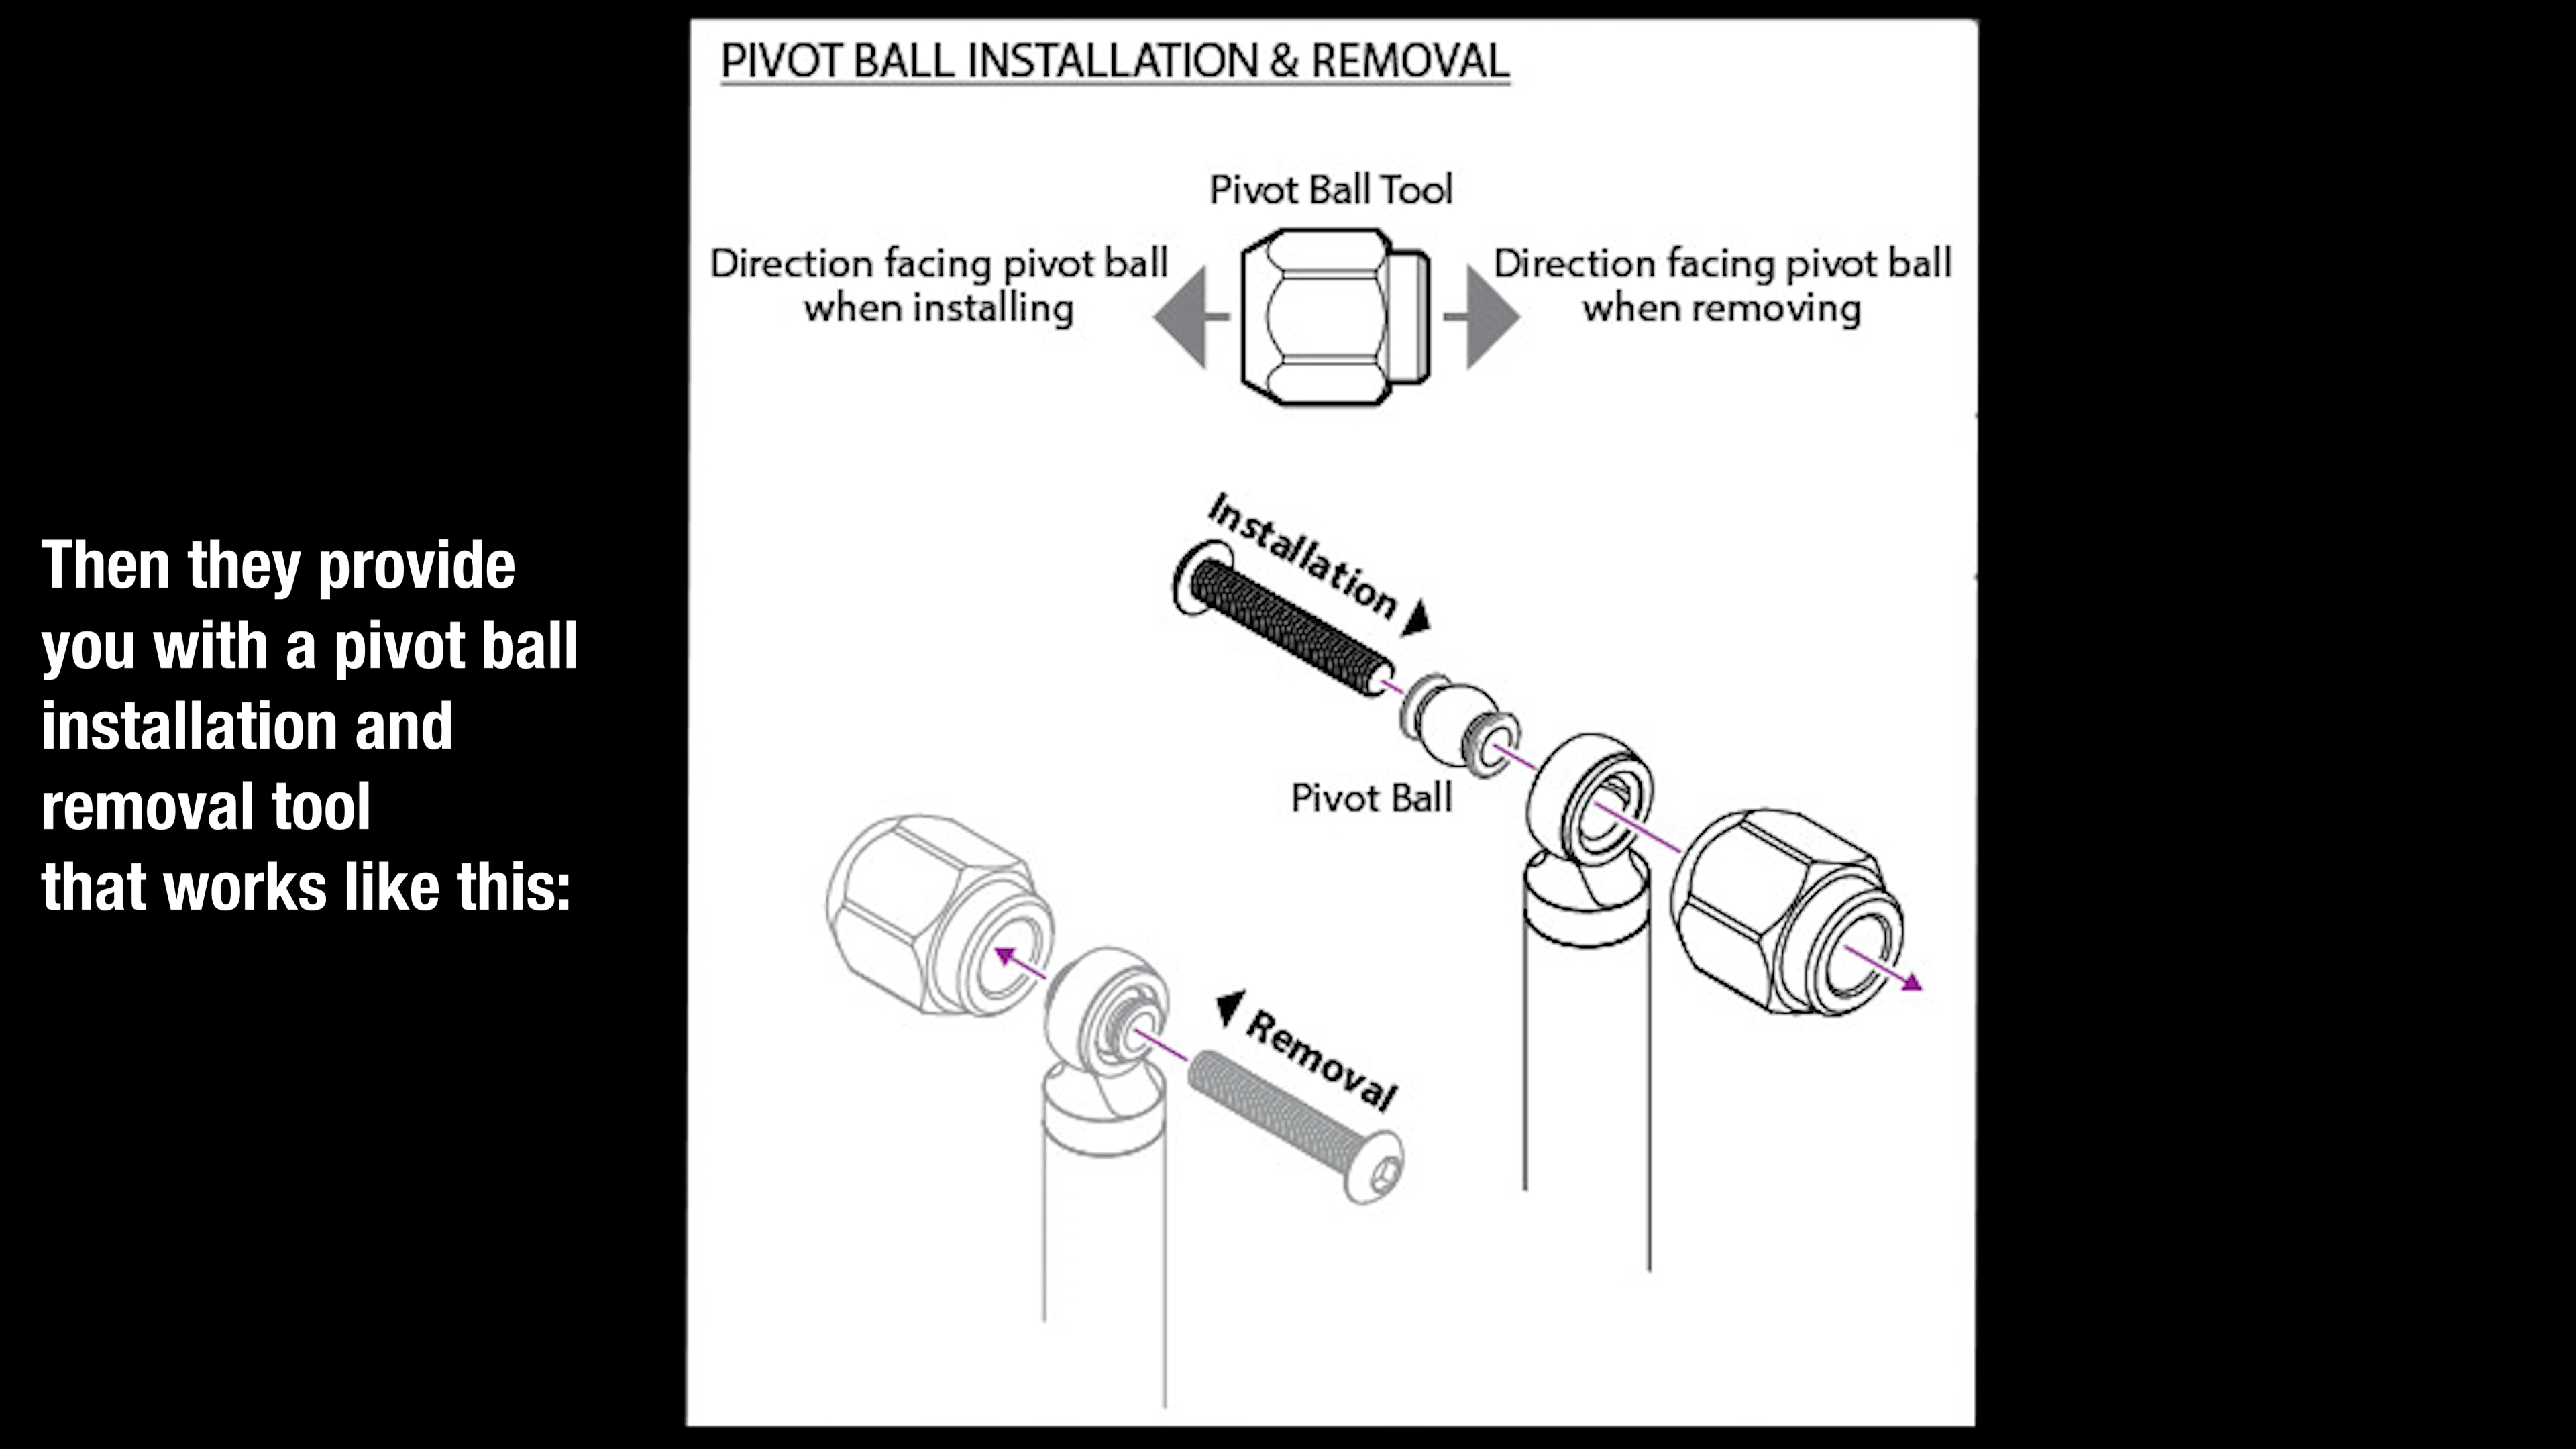 PIVOT BALL INSTALLATION & REMOVAL
Pivot Ball Tool
Direction facing pivot ball
when installing
Direction facing pivot ball
when removing
Installation
Pivot Ball
Removal
Then they provide
you with a pivot ball
installation and
removal tool
that works like this: